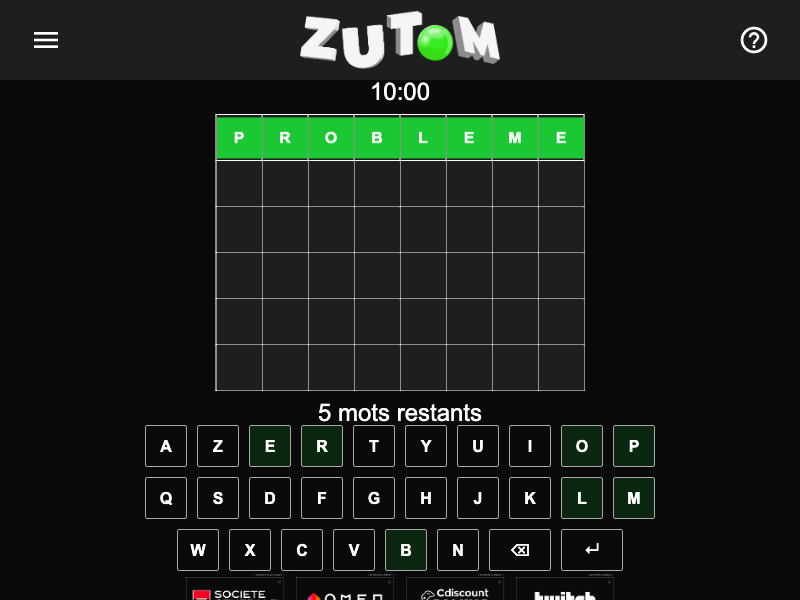 ZUTOM
10:00
P R O B L E M E
5 mots restants
A Z E R T Y U I O P
Q S D F G H J K L M
W X C V B N
SOCIETE OMEN Cdiscount twitch